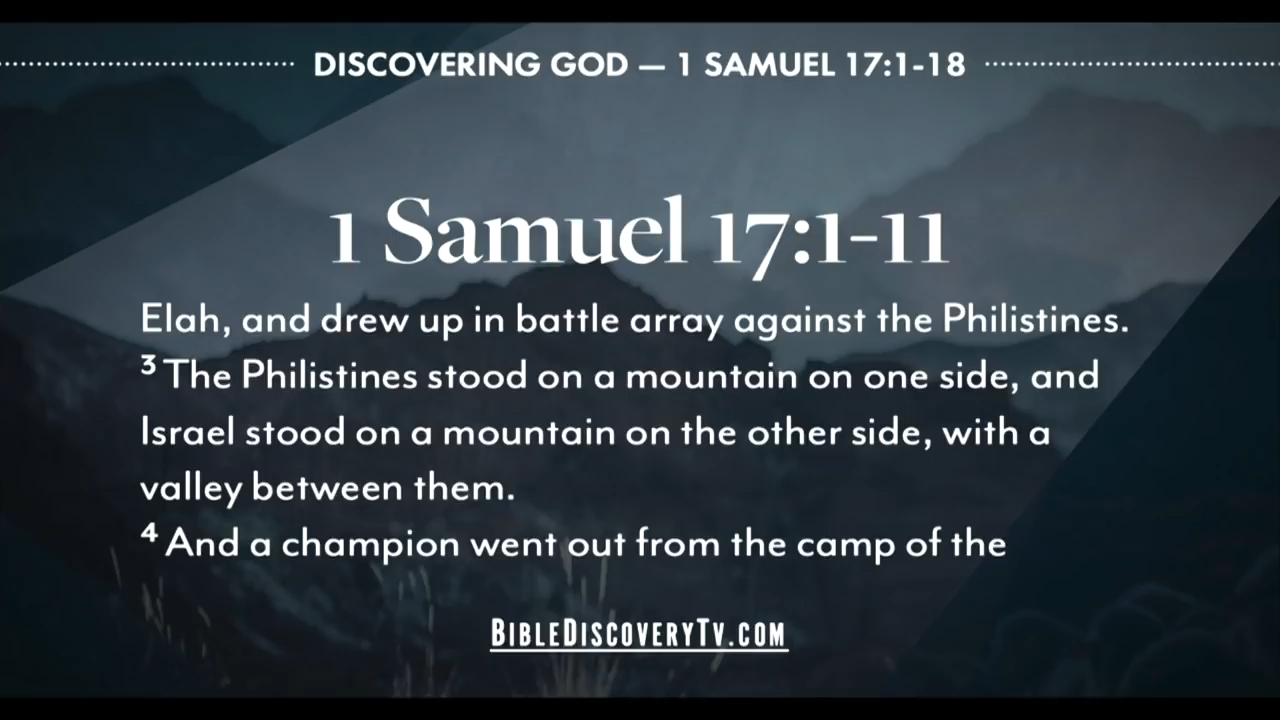 DISCOVERING GOD — 1 SAMUEL 17:1-18
1 Samuel 17:1-11
Elah, and drew up in battle array against the Philistines.
³ The Philistines stood on a mountain on one side, and
Israel stood on a mountain on the other side, with a
valley between them.
⁴ And a champion went out from the camp of the
BIBLEDISCOVERYTV.COM